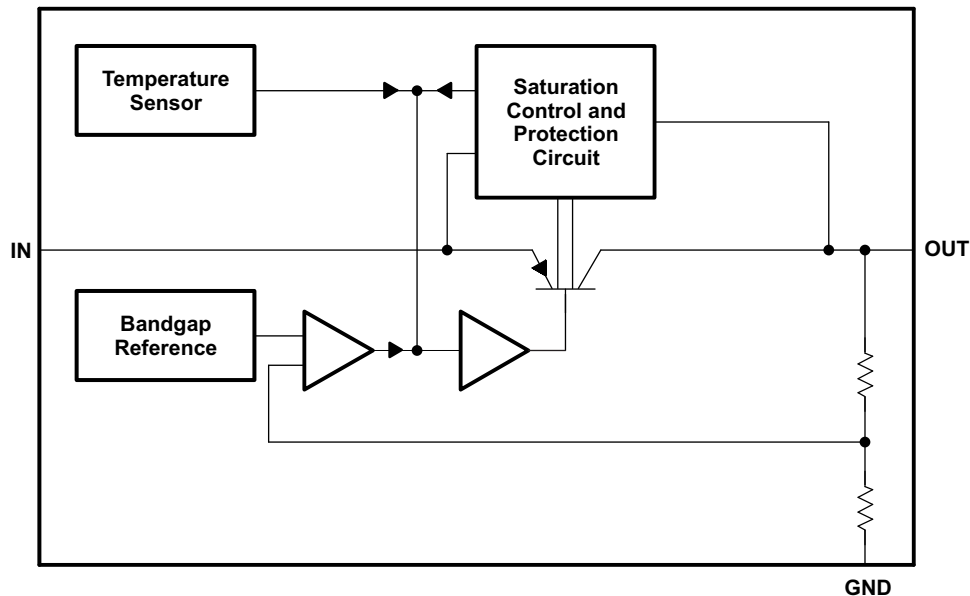 Temperature
Sensor
Saturation
Control and
Protection
Circuit
IN
OUT
Bandgap
Reference
GND